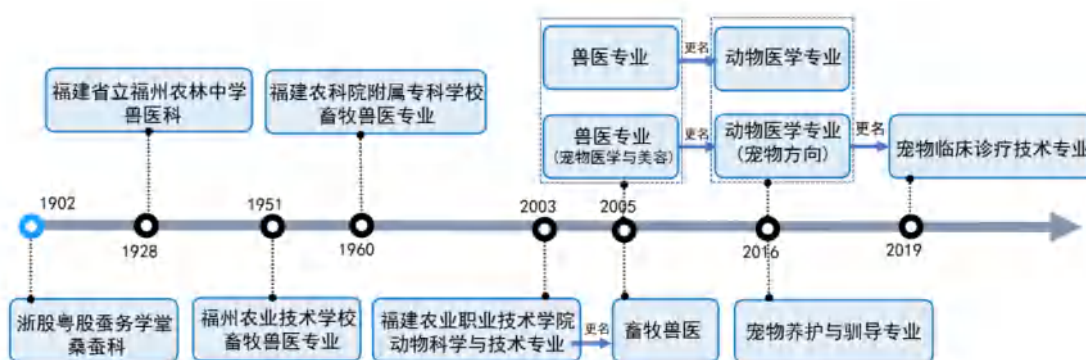 兽医专业
更名
动物医学专业
福建省立福州农林中学
兽医科
福建农科院附属专科学校
畜牧兽医专业
兽医专业
(宠物医学与美容)
更名
动物医学专业
(宠物方向)
更名
宠物临床诊疗技术专业
1902
1928
1951
1960
2003
2005
2016
2019
浙股粤股蚕务学堂
桑蚕科
福州农业技术学校
畜牧兽医专业
福建农业职业技术学院
动物科学与技术专业
更名
畜牧兽医
宠物养护与驯导专业